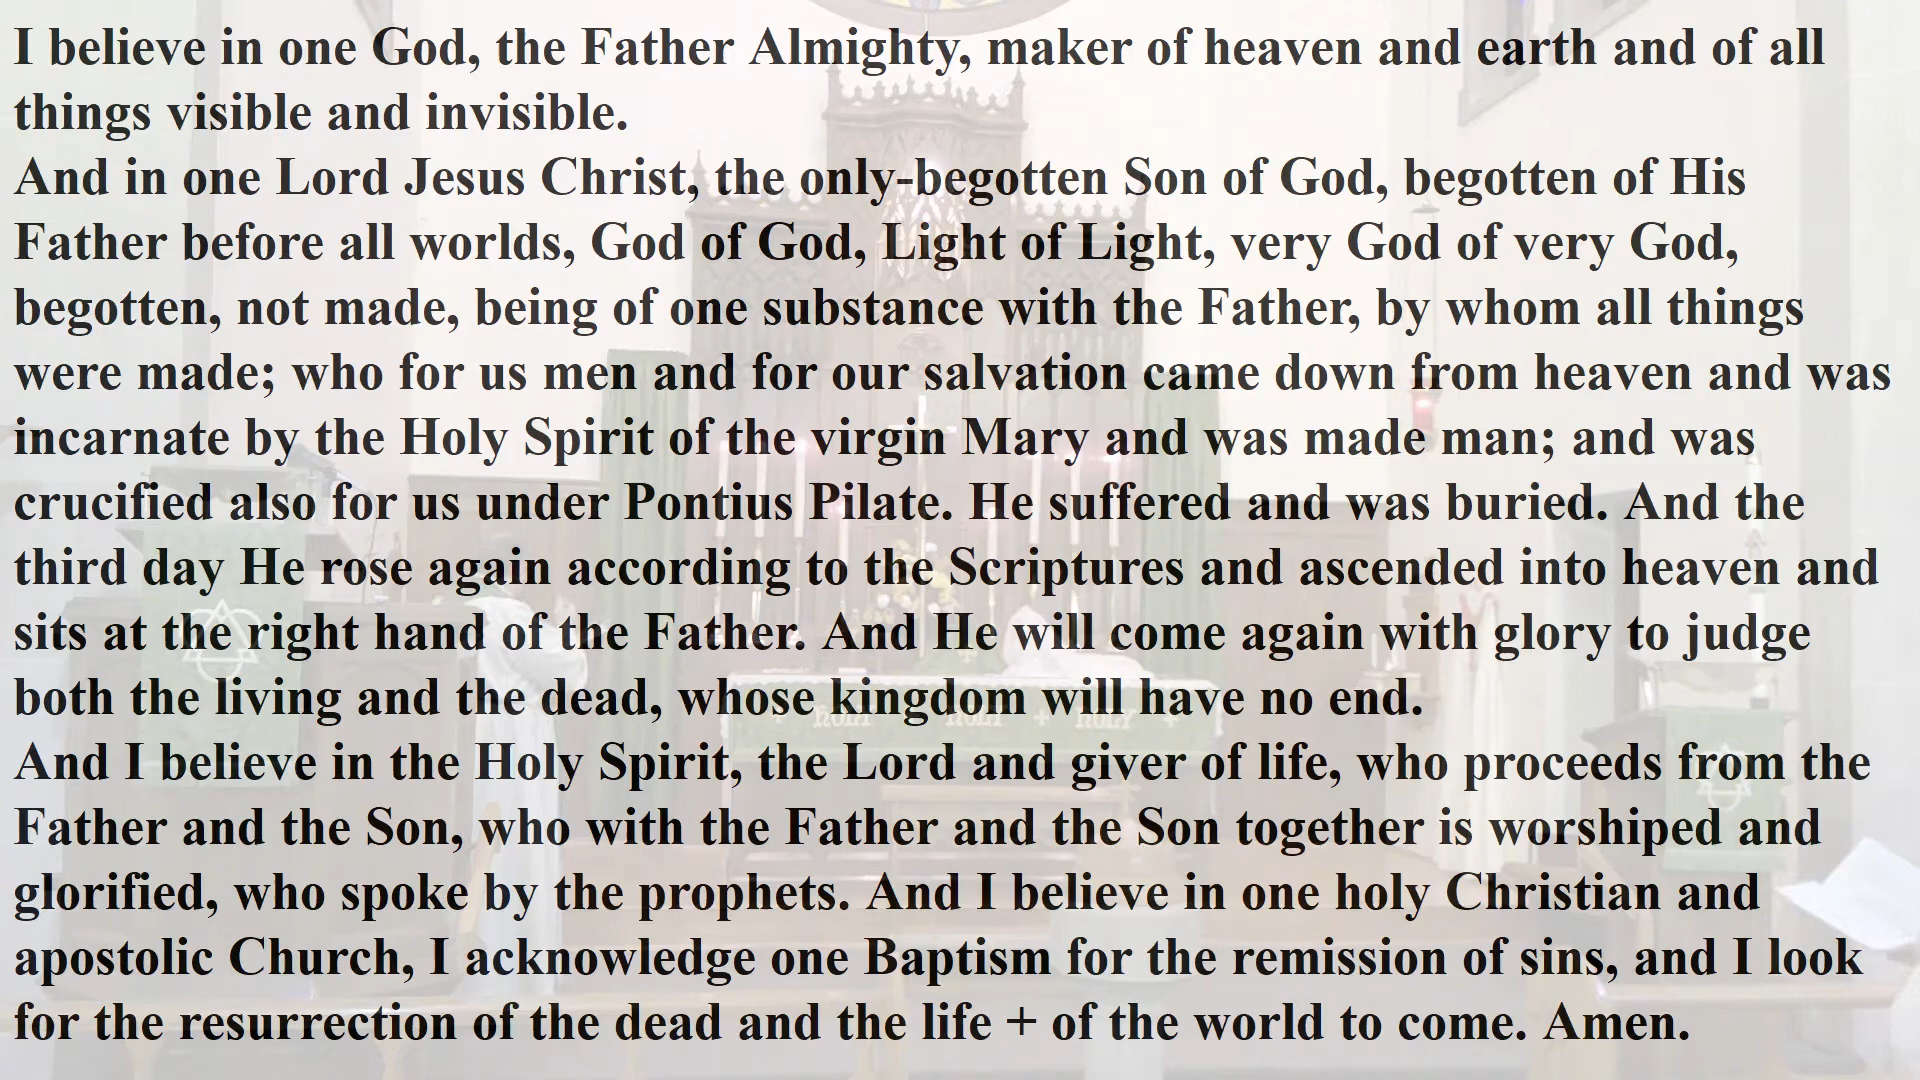 I believe in one God, the Father Almighty, maker of heaven and earth and of all
things visible and invisible.
And in one Lord Jesus Christ, the only-begotten Son of God, begotten of His
Father before all worlds, God of God, Light of Light, very God of very God,
begotten, not made, being of one substance with the Father, by whom all things
were made; who for us men and for our salvation came down from heaven and was
incarnate by the Holy Spirit of the virgin Mary and was made man; and was
crucified also for us under Pontius Pilate. He suffered and was buried. And the
third day He rose again according to the Scriptures and ascended into heaven and
sits at the right hand of the Father. And He will come again with glory to judge
both the living and the dead, whose kingdom will have no end.
HOLY + HOLY + HOLY
And I believe in the Holy Spirit, the Lord and giver of life, who proceeds from the
Father and the Son, who with the Father and the Son together is worshiped and
glorified, who spoke by the prophets. And I believe in one holy Christian and
apostolic Church, I acknowledge one Baptism for the remission of sins, and I look
for the resurrection of the dead and the life + of the world to come. Amen.